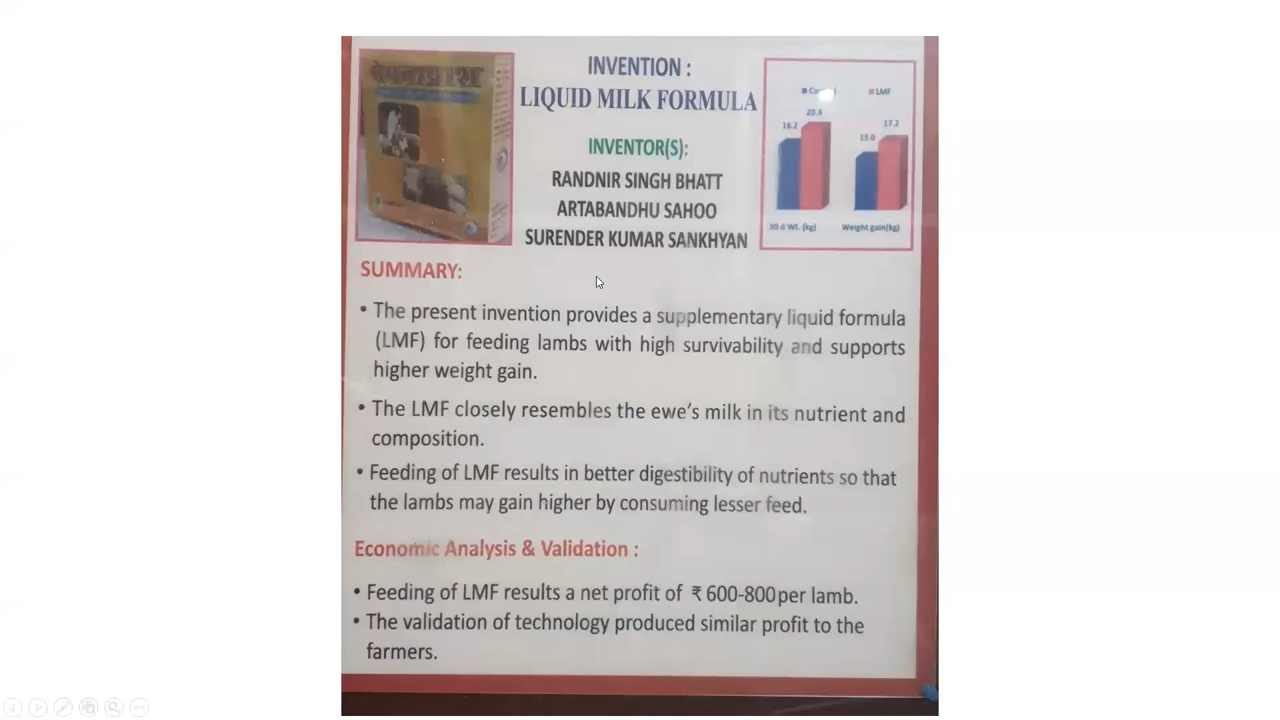 INVENTION :
LIQUID MILK FORMULA
INVENTOR(S):
RANDNIR SINGH BHATT
ARTABANDHU SAHOO
SURENDER KUMAR SANKHYAN
LMF
16.2
20.8
17.2
90 d Wt. (kg)
Weight gain(kg)
SUMMARY:
• The present invention provides a supplementary liquid formula
(LMF) for feeding lambs with high survivability and supports
higher weight gain.
• The LMF closely resembles the ewe's milk in its nutrient and
composition.
• Feeding of LMF results in better digestibility of nutrients so that
the lambs may gain higher by consuming lesser feed.
Economic Analysis & Validation :
• Feeding of LMF results a net profit of ₹ 600-800 per lamb.
• The validation of technology produced similar profit to the
farmers.